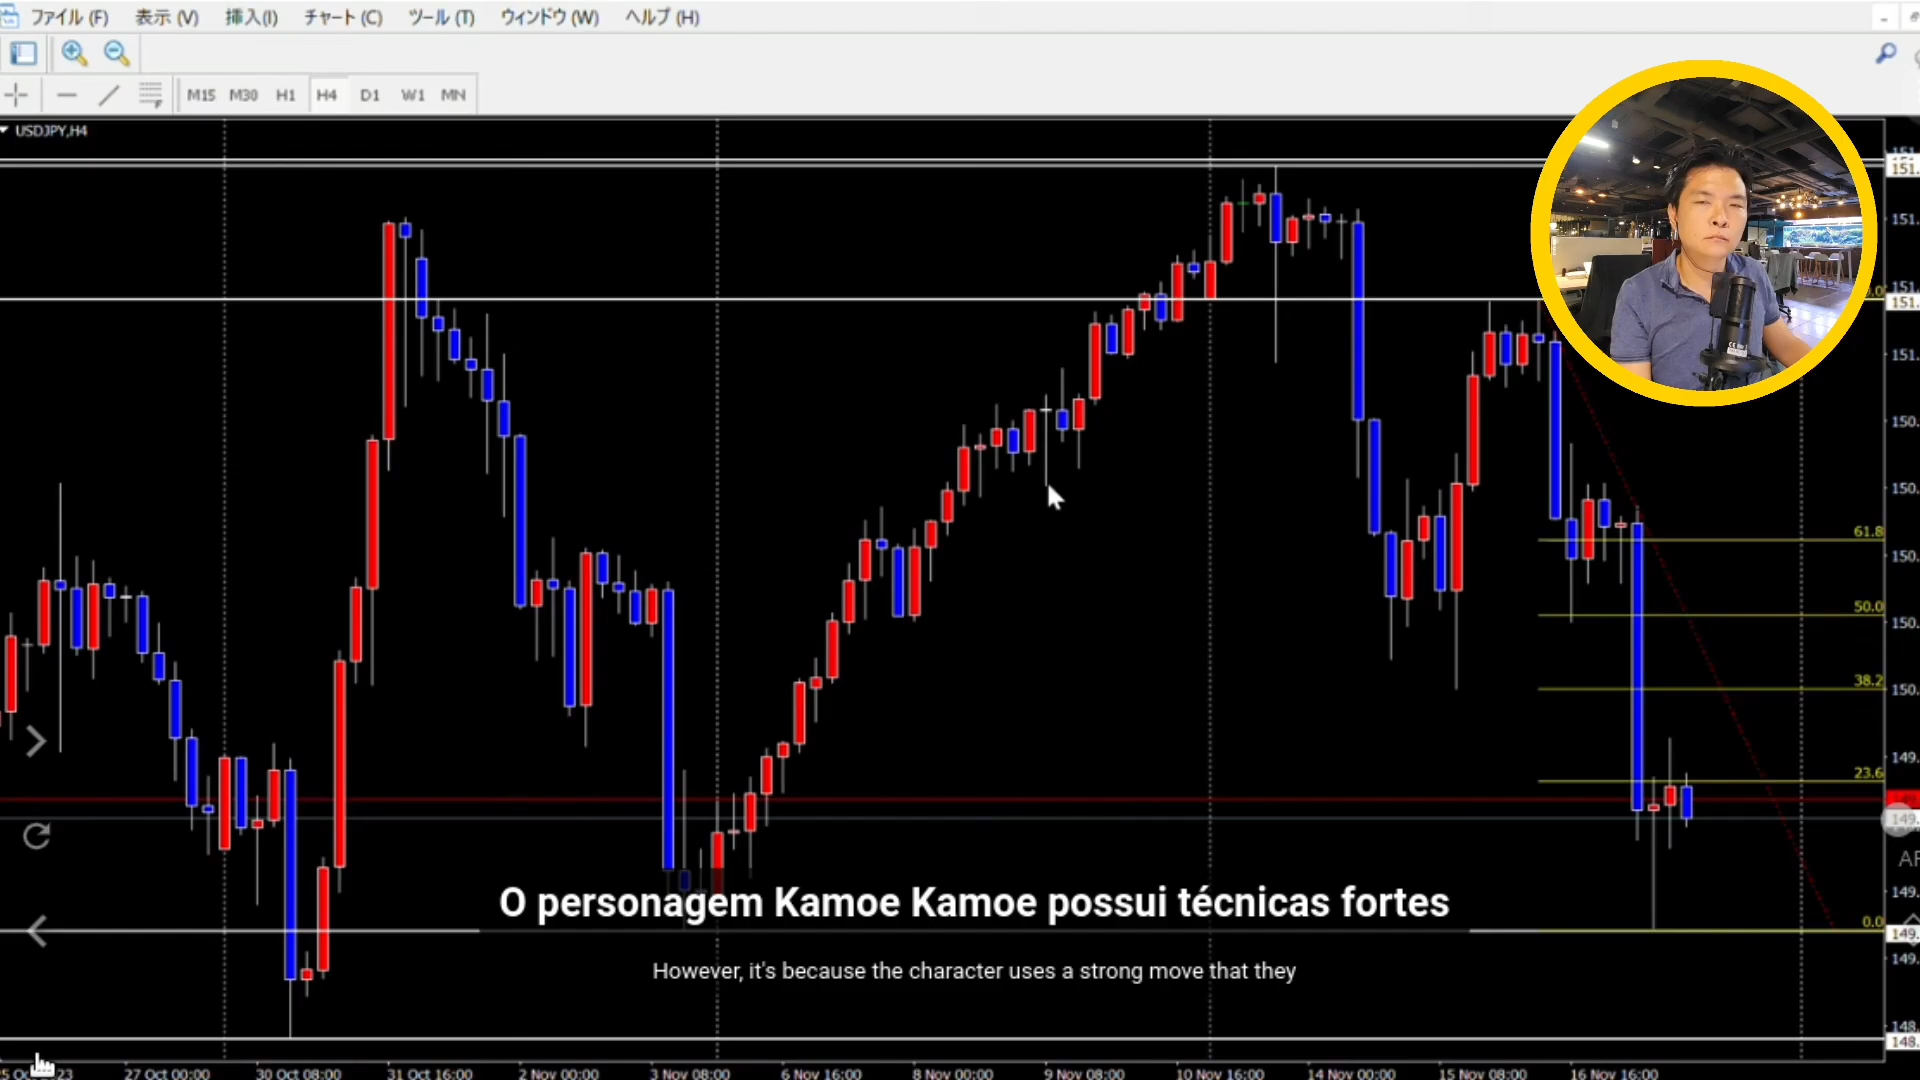 ファイル (F) 表示 (V) 挿入(I) チャート (C) ツール (T) ウィンドウ (W) ヘルプ (H)
M15 M30 H1 H4 D1 W1 MN
USDJPY,H4
61.8
50.0
38.2
23.6
0.0
O personagem Kamoe Kamoe possui técnicas fortes
However, it's because the character uses a strong move that they
27 Oct 00:00 30 Oct 08:00 31 Oct 16:00 2 Nov 00:00 3 Nov 08:00 6 Nov 16:00 8 Nov 00:00 9 Nov 08:00 10 Nov 16:00 14 Nov 00:00 15 Nov 08:00 16 Nov 16:00